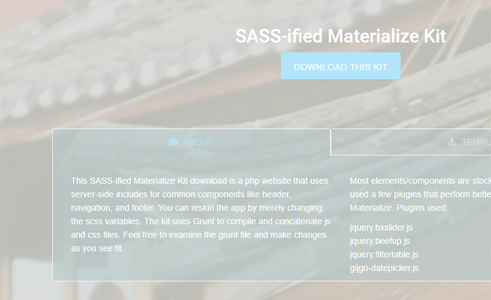 SASS-ified Materialize Kit
DOWNLOAD THIS KIT
ABOUT
TEMPL
This SASS-ified Materialize Kit download is a php website that uses
server-side includes for common components like header,
navigation, and footer. You can reskin the app by merely changing
the scss variables. The kit uses Grunt to compile and concatenate js
and css files. Feel free to examine the grunt file and make changes
as you see fit.
Most elements/components are stock
used a few plugins that perform bette
Materialize. Plugins used:
jquery.bxslider.js
jquery.beefup.js
jquery.filtertable.js
gijgo-datepicker.js